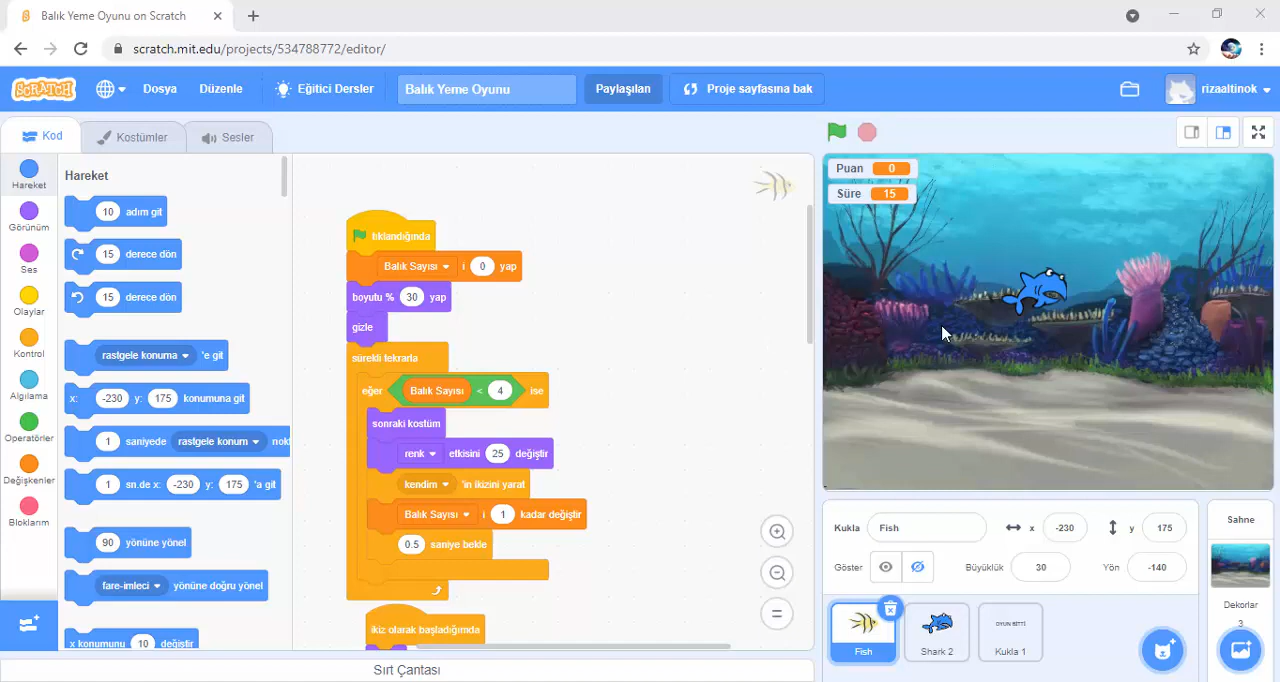 Balık Yeme Oyunu on Scratch
scratch.mit.edu/projects/534788772/editor/
SCRATCH
Dosya
Düzenle
Eğitici Dersler
Balık Yeme Oyunu
Paylaşılan
Proje sayfasına bak
rizaaltinok
Kod
Kostümler
Sesler
Hareket
Görünüm
Ses
Olaylar
Kontrol
Algılama
Operatörler
Değişkenler
Bloklarım
Hareket
10 adım git
15 derece dön
15 derece dön
rastgele konuma 'e git
x: -230 y: 175 konumuna git
1 saniyede rastgele konum nokt
1 sn.de x: -230 y: 175 'a git
90 yönüne yönel
fare-imleci yönüne doğru yönel
x konumunu 10 değiştir
tıklandığında
Balık Sayısı i 0 yap
boyutu % 30 yap
gizle
sürekli tekrarla
eğer Balık Sayısı < 4 ise
sonraki kostüm
renk etkisini 25 değiştir
kendim 'in ikizini yarat
Balık Sayısı i 1 kadar değiştir
0.5 saniye bekle
ikiz olarak başladığımda
Sırt Çantası
Puan 0
Süre 15
Kukla Fish x -230 y 175
Göster Büyüklük 30 Yön -140
Fish
Shark 2
OYUN BİTTİ
Kukla 1
Sahne
Dekorlar
3